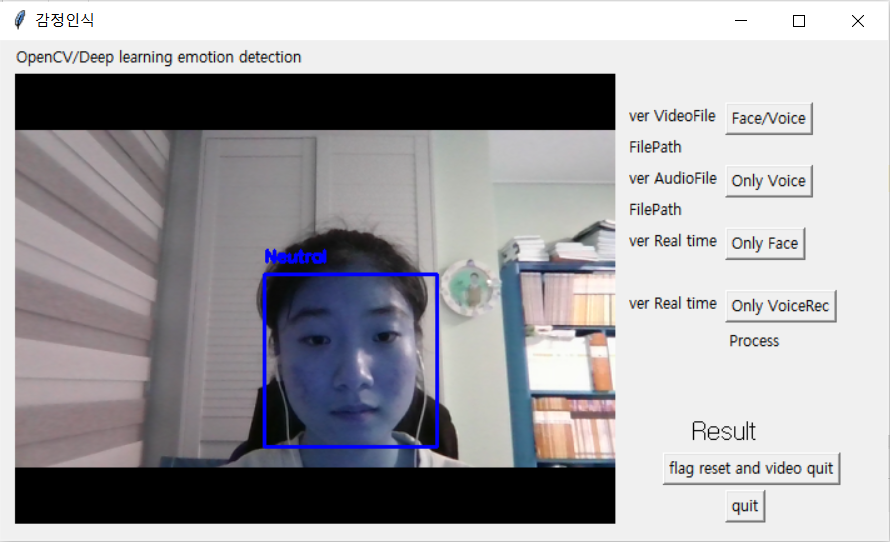 감정인식
OpenCV/Deep learning emotion detection
Neutral
ver VideoFile Face/Voice
FilePath
ver AudioFile Only Voice
FilePath
ver Real time Only Face
ver Real time Only VoiceRec
Process
Result
flag reset and video quit
quit